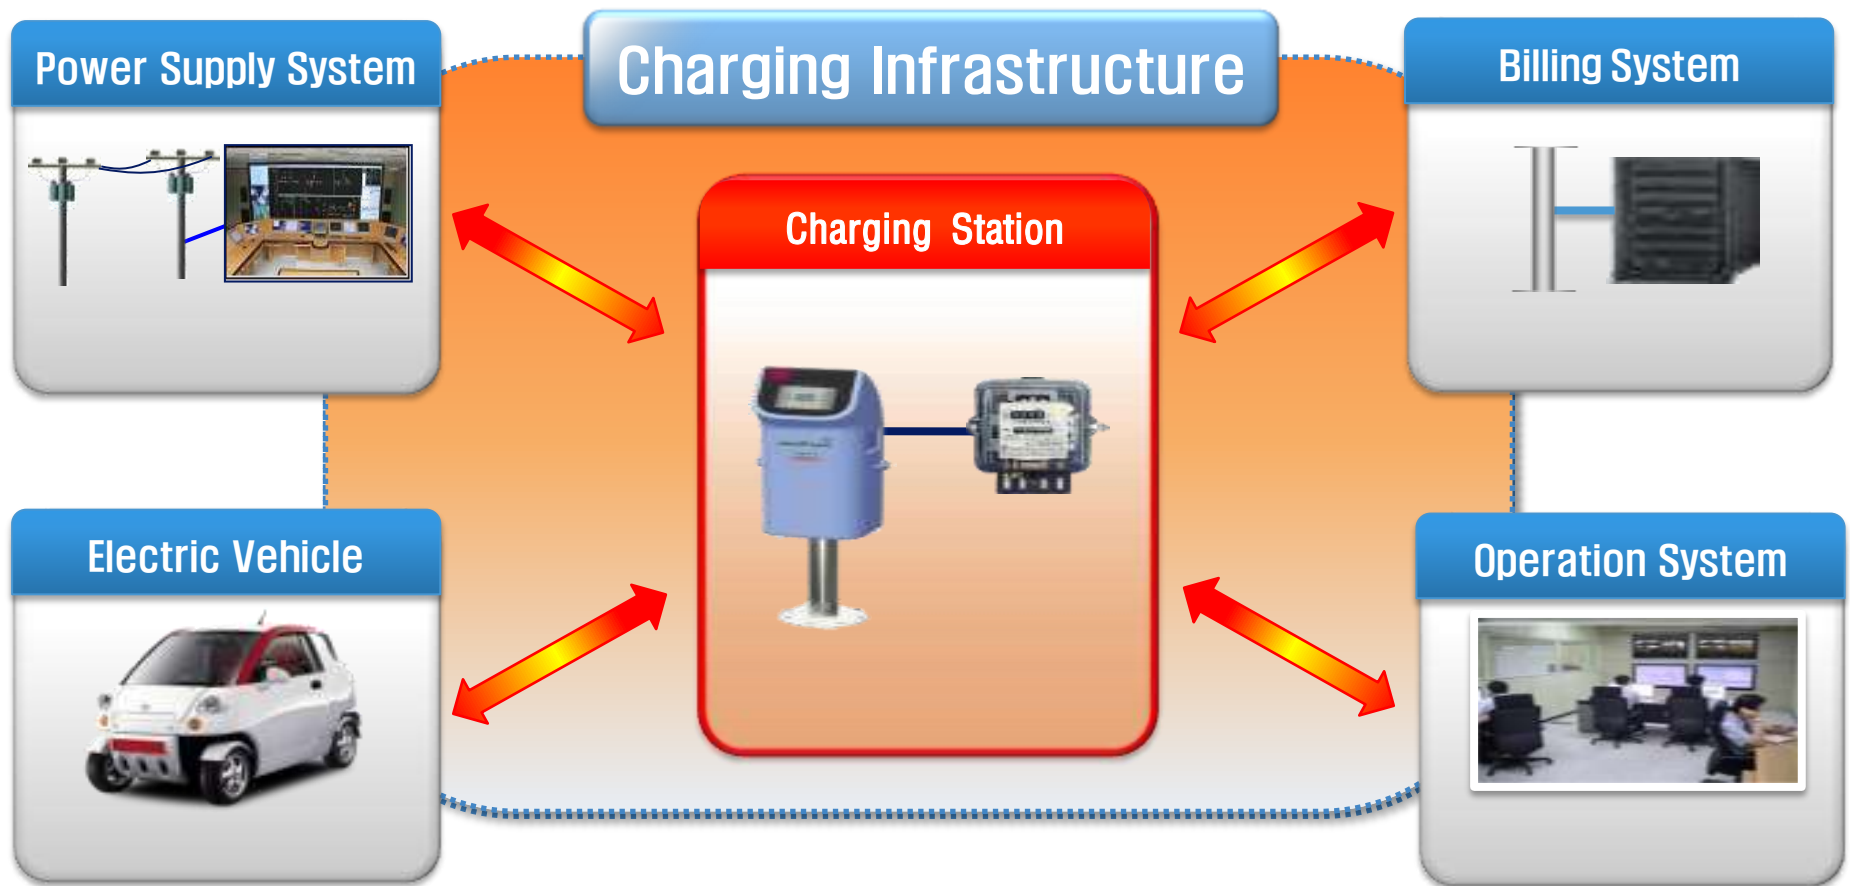 Charging Infrastructure
Power Supply System
Billing System
Charging Station
Electric Vehicle
Operation System